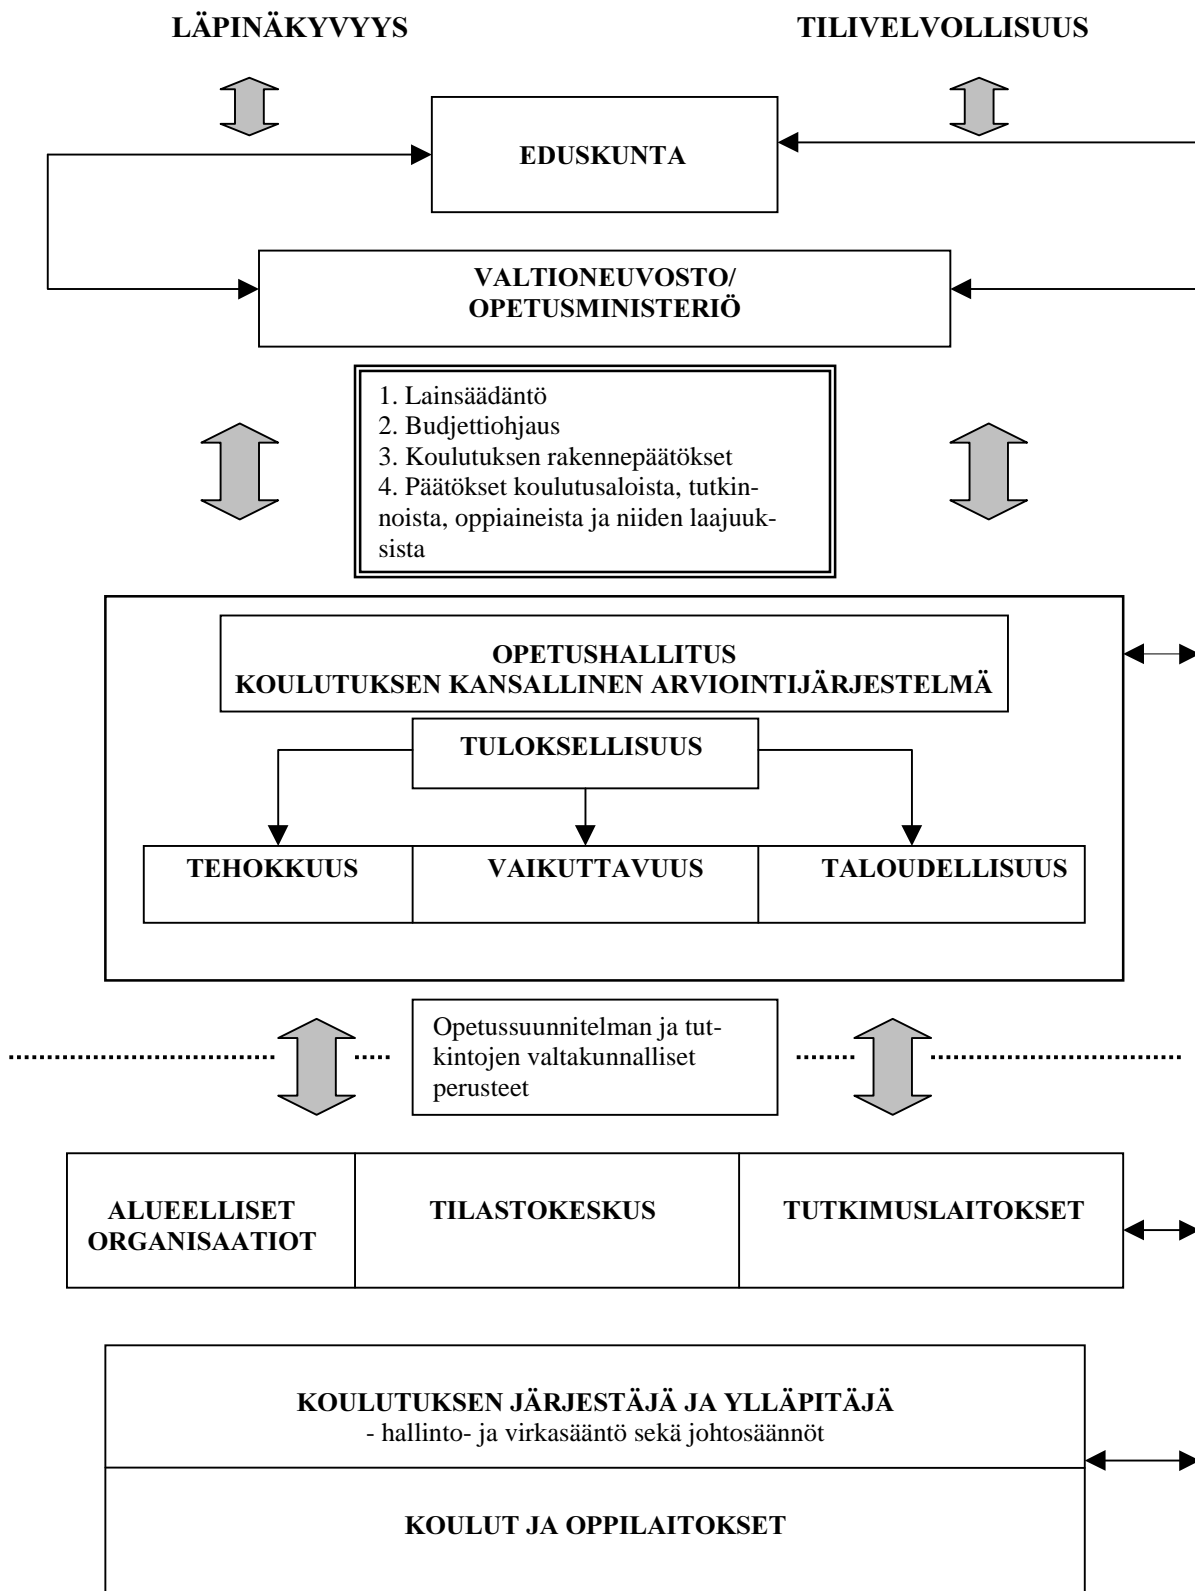 LÄPINÄKYVYYS
TILIVELVOLLISUUS
EDUSKUNTA
VALTIONEUVOSTO/
OPETUSMINISTERIÖ
1. Lainsäädäntö
2. Budjettiohjaus
3. Koulutuksen rakennepäätökset
4. Päätökset koulutusaloista, tutkin-
noista, oppiaineista ja niiden laajuuk-
sista
OPETUSHALLITUS
KOULUTUKSEN KANSALLINEN ARVIOINTIJÄRJESTELMÄ
TULOKSELLISUUS
TEHOKKUUS
VAIKUTTAVUUS
TALOUDELLISUUS
Opetussuunnitelman ja tut-
kintojen valtakunnalliset
perusteet
ALUEELLISET
ORGANISAATIOT
TILASTOKESKUS
TUTKIMUSLAITOKSET
KOULUTUKSEN JÄRJESTÄJÄ JA YLLÄPITÄJÄ
- hallinto- ja virkasääntö sekä johtosäännöt
KOULUT JA OPPILAITOKSET